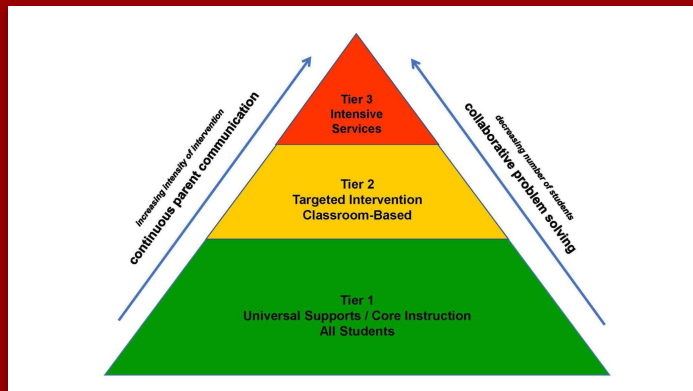 Tier 3
Intensive
Services
increasing intensity of intervention
continuous parent communication
decreasing number of students
collaborative problem solving
Tier 2
Targeted Intervention
Classroom-Based
Tier 1
Universal Supports / Core Instruction
All Students